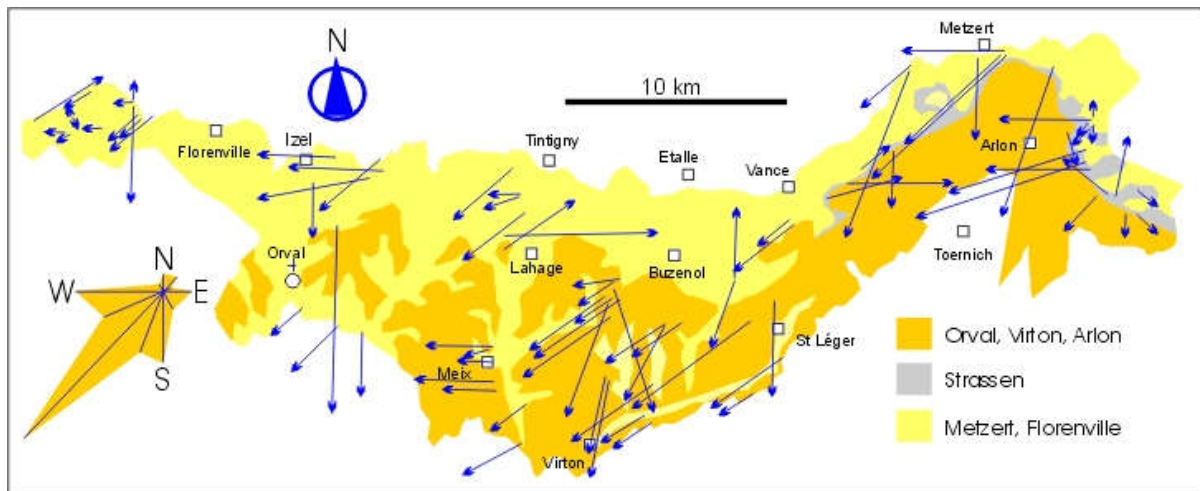 N
Metzert
10 km
Florenville
Izel
Tintigny
Etalle
Vance
Arlon
Orval
Lahage
Buzenol
Toernich
N
W
E
S
St Léger
Meix
Virton
Orval, Virton, Arlon
Strassen
Metzert, Florenville